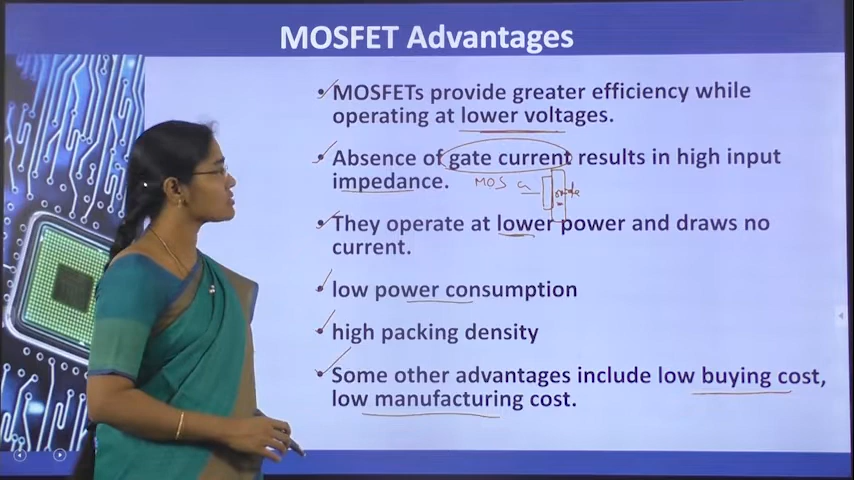 MOSFET Advantages
• MOSFETs provide greater efficiency while
operating at lower voltages.
• Absence of gate current results in high input
impedance.
MOS G oxide
• They operate at lower power and draws no
current.
• low power consumption
• high packing density
• Some other advantages include low buying cost,
low manufacturing cost.